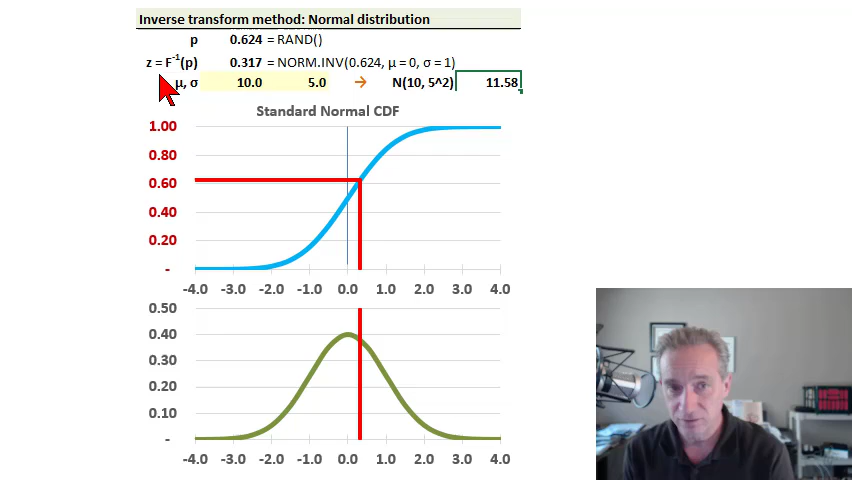 Inverse transform method: Normal distribution
p 0.624 = RAND()
z = F⁻¹(p) 0.317 = NORM.INV(0.624, μ = 0, σ = 1)
μ, σ 10.0 5.0 → N(10, 5^2) 11.58
Standard Normal CDF
1.00
0.80
0.60
0.40
0.20
-
-4.0 -3.0 -2.0 -1.0 0.0 1.0 2.0 3.0 4.0
0.50
0.40
0.30
0.20
0.10
-
-4.0 -3.0 -2.0 -1.0 0.0 1.0 2.0 3.0 4.0